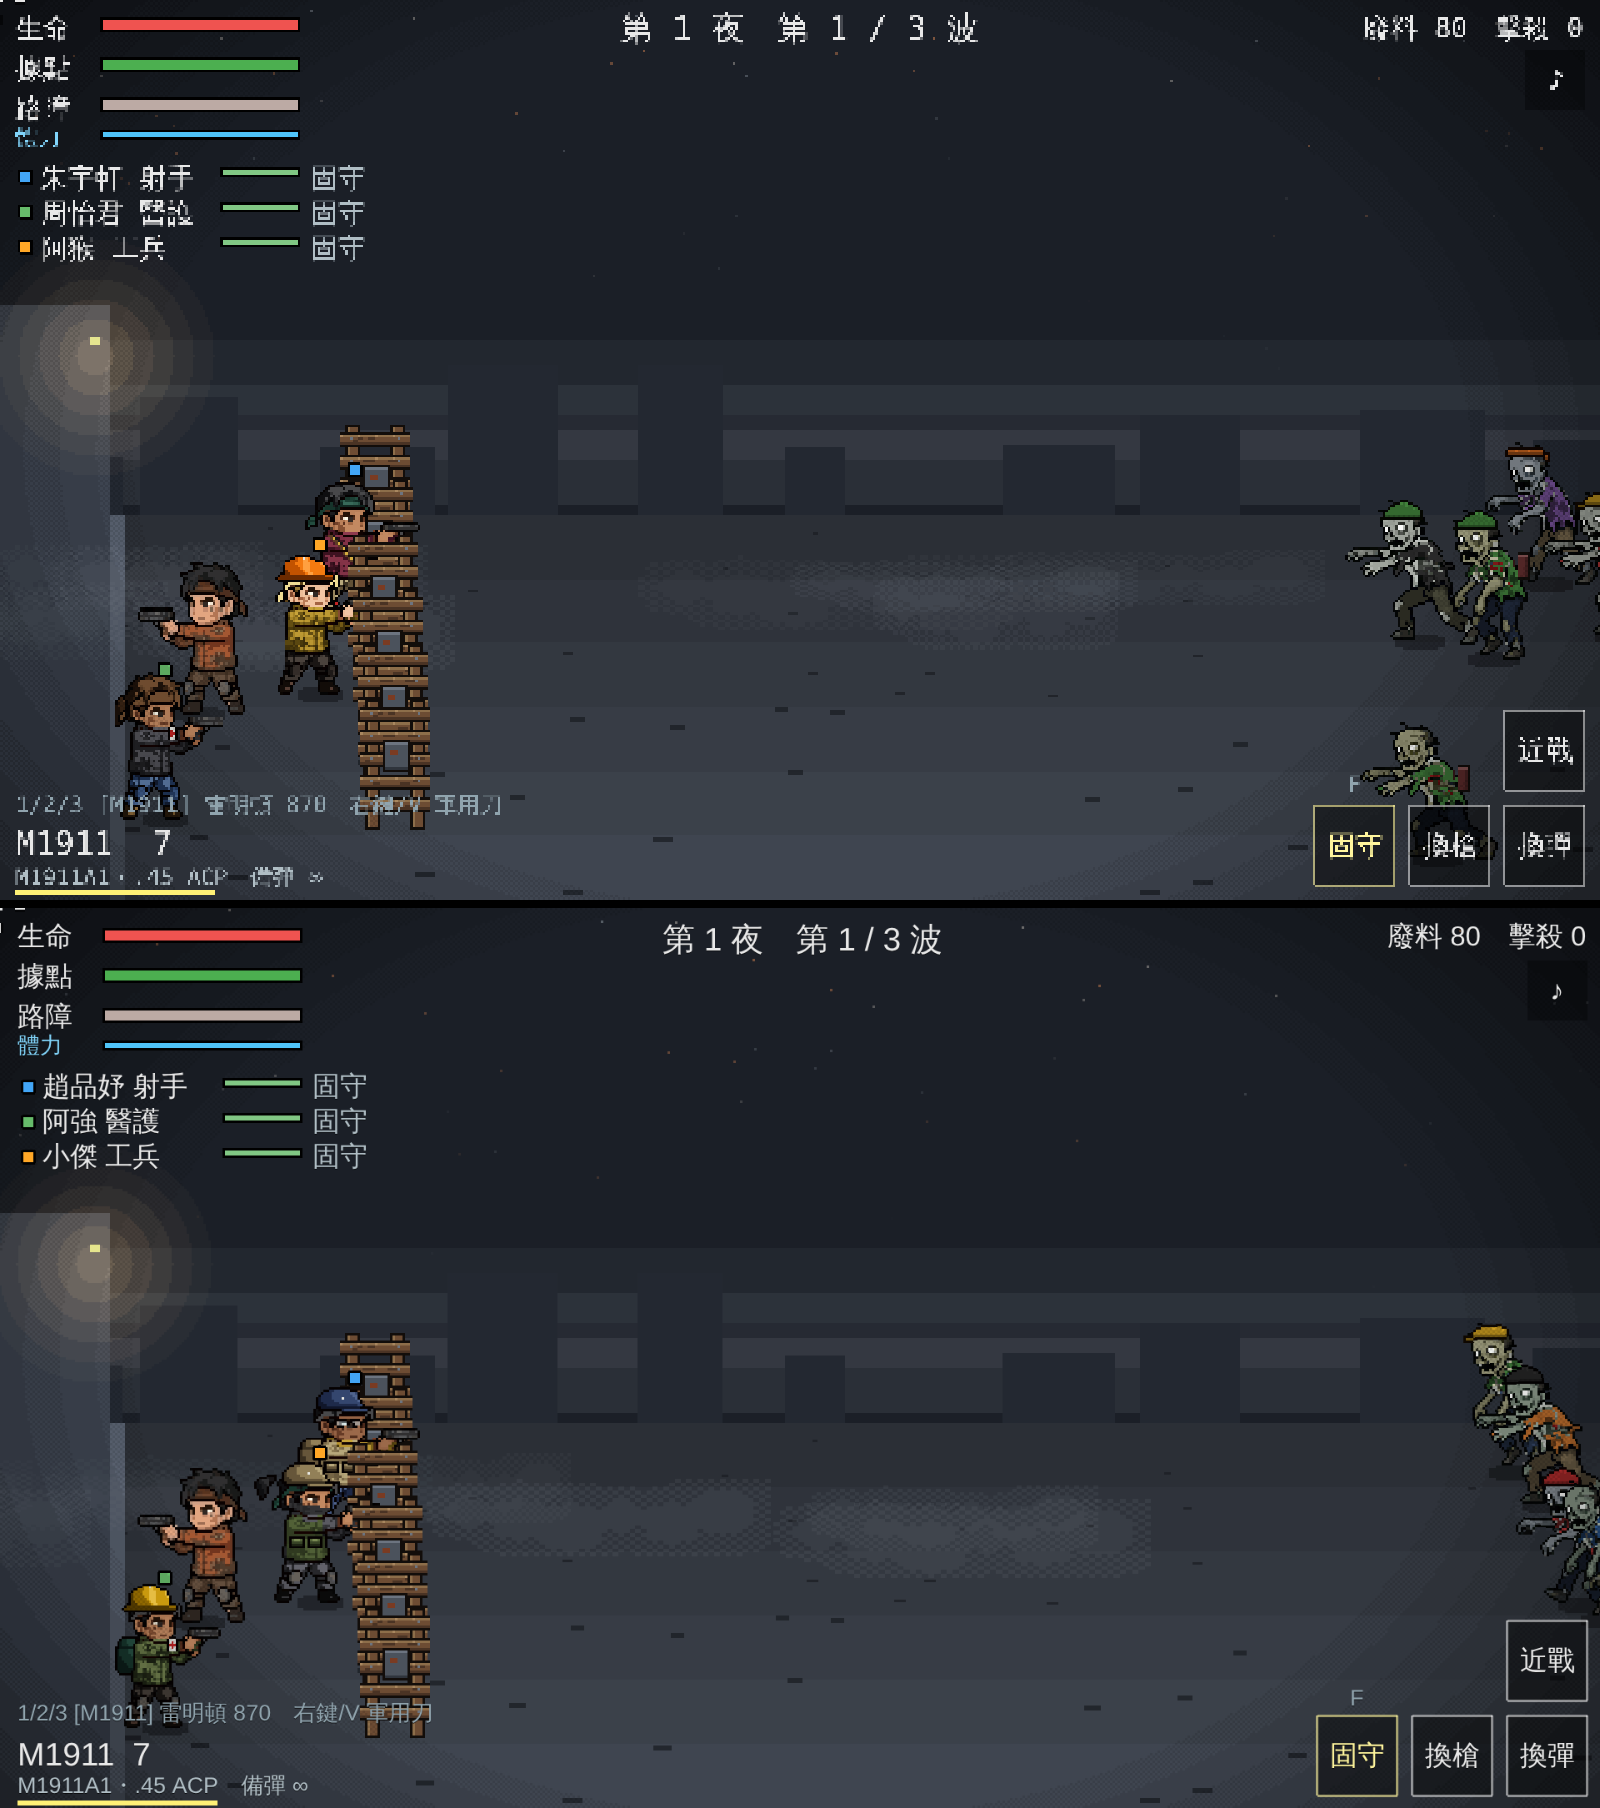 生命
第 1 夜 第 1 / 3 波
廢料 80 擊殺 0
據點
♪
路障
體力
朱宇軒 射手 固守
周怡君 醫護 固守
阿猴 工兵 固守
近戰
F
1/2/3 [M1911] 雷明頓 870 右鍵/V 軍用刀
固守
換槍
換彈
M1911 7
M1911A1 · .45 ACP 備彈 ∞
生命
第 1 夜 第 1 / 3 波
廢料 80 擊殺 0
據點
♪
路障
體力
趙品妤 射手 固守
阿強 醫護 固守
小傑 工兵 固守
近戰
F
1/2/3 [M1911] 雷明頓 870 右鍵/V 軍用刀
固守
換槍
換彈
M1911 7
M1911A1 · .45 ACP 備彈 ∞